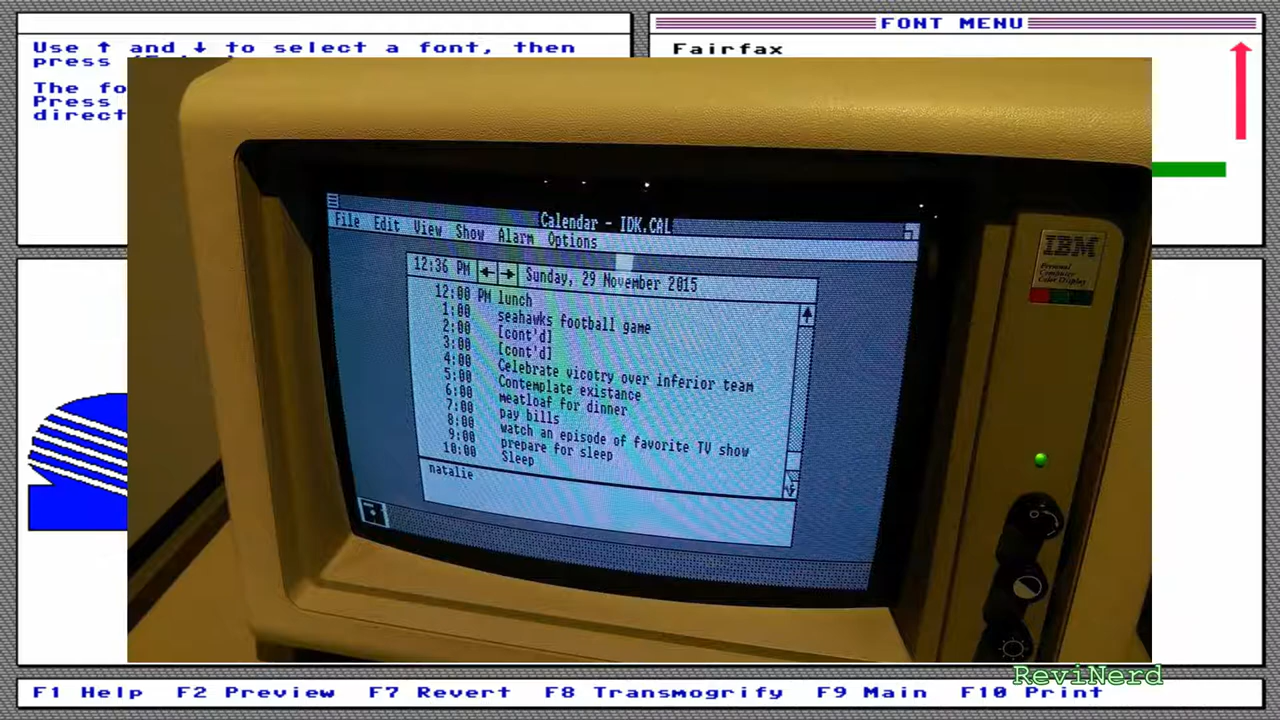 Use ↑ and ↓ to select a font, then
press
The fo
Press
direct
FONT MENU
Fairfax
Calendar - IDK.CAL
File Edit View Show Alarm Options
12:36 PM ← → Sunday, 29 November 2015
12:00 PM lunch
1:00 seahawks football game
2:00 [cont'd]
3:00 [cont'd]
4:00 Celebrate vicotry over inferior team
5:00 Contemplate existance
6:00 meatloaf for dinner
7:00 pay bills
8:00 watch an episode of favorite TV show
9:00 prepare for sleep
10:00 Sleep
natalie
IBM
Personal
Computer
Color Display
ReviNerd
F1 Help F2 Preview F7 Revert F8 Transmogrify F9 Main F10 Print